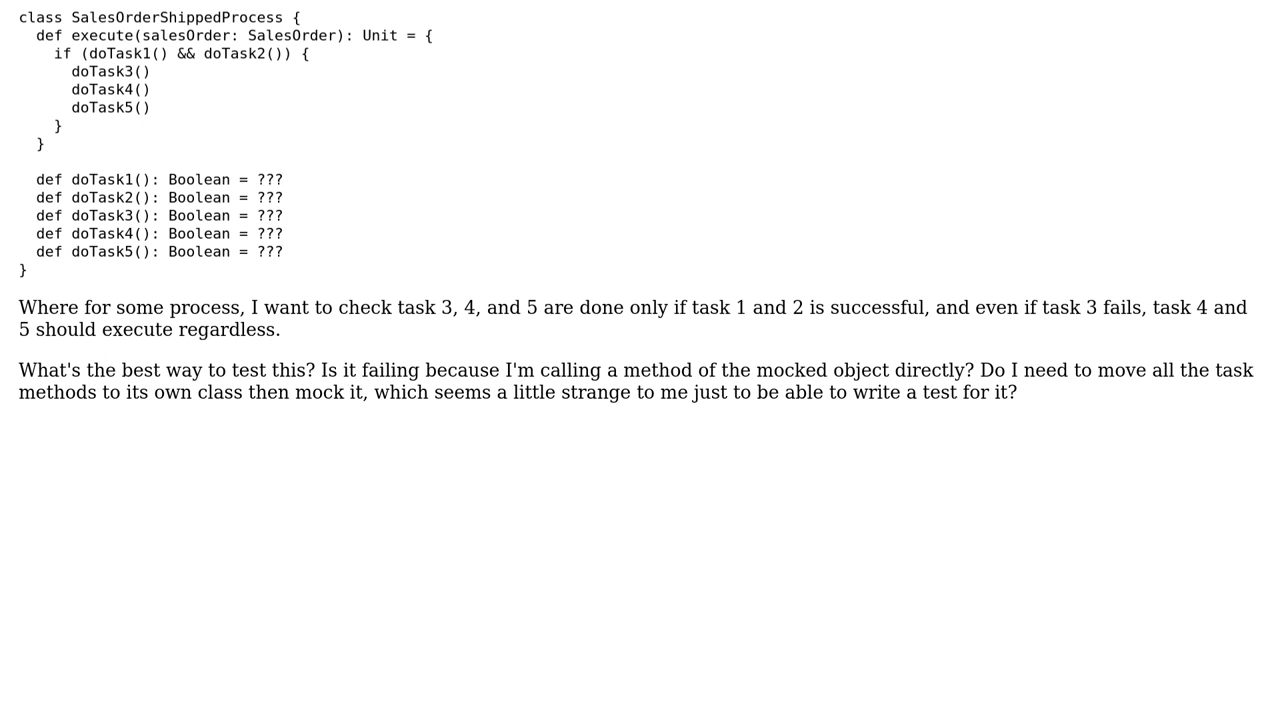 class SalesOrderShippedProcess {
  def execute(salesOrder: SalesOrder): Unit = {
    if (doTask1() && doTask2()) {
      doTask3()
      doTask4()
      doTask5()
    }
  }

  def doTask1(): Boolean = ???
  def doTask2(): Boolean = ???
  def doTask3(): Boolean = ???
  def doTask4(): Boolean = ???
  def doTask5(): Boolean = ???
}
Where for some process, I want to check task 3, 4, and 5 are done only if task 1 and 2 is successful, and even if task 3 fails, task 4 and
5 should execute regardless.
What's the best way to test this? Is it failing because I'm calling a method of the mocked object directly? Do I need to move all the task
methods to its own class then mock it, which seems a little strange to me just to be able to write a test for it?